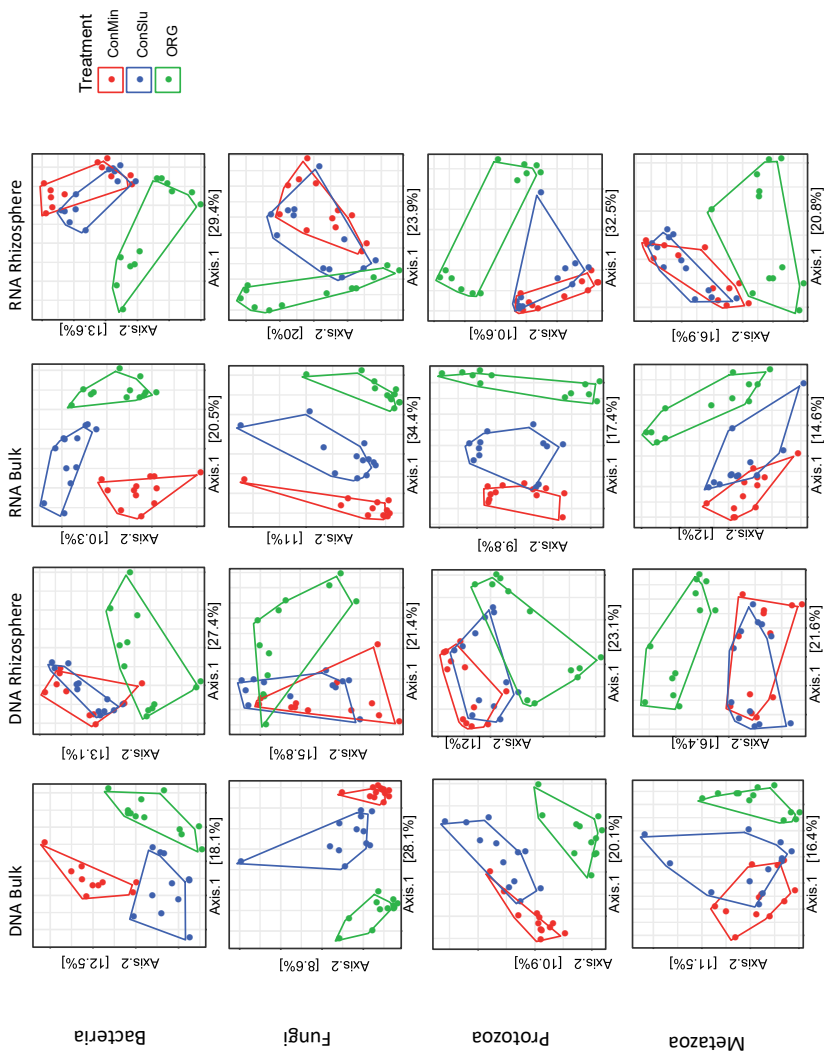 DNA Bulk
DNA Rhizosphere
RNA Bulk
RNA Rhizosphere
Treatment
ConMin
ConSlu
ORG
Bacteria
Axis.2 [12.5%]
Axis.2 [13.1%]
Axis.2 [10.3%]
Axis.2 [13.6%]
Axis.1 [18.1%]
Axis.1 [27.4%]
Axis.1 [20.5%]
Axis.1 [29.4%]
Fungi
Axis.2 [8.6%]
Axis.2 [15.8%]
Axis.2 [11%]
Axis.2 [20%]
Axis.1 [28.1%]
Axis.1 [21.4%]
Axis.1 [34.4%]
Axis.1 [23.9%]
Protozoa
Axis.2 [10.9%]
Axis.2 [12%]
Axis.2 [9.8%]
Axis.2 [10.6%]
Axis.1 [20.1%]
Axis.1 [23.1%]
Axis.1 [17.4%]
Axis.1 [32.5%]
Metazoa
Axis.2 [11.5%]
Axis.2 [16.4%]
Axis.2 [12%]
Axis.2 [16.9%]
Axis.1 [16.4%]
Axis.1 [21.6%]
Axis.1 [14.6%]
Axis.1 [20.8%]